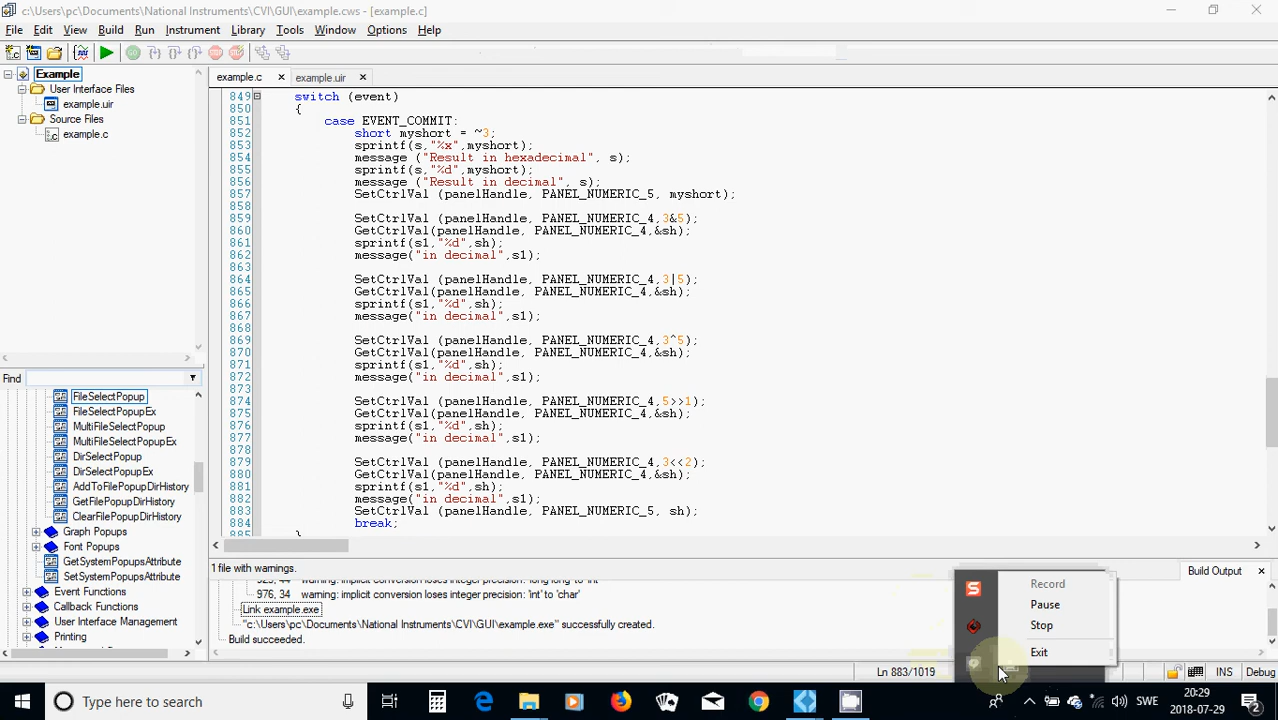 c:\Users\pc\Documents\National Instruments\CVI\GUI\example.cws - [example.c]
File Edit View Build Run Instrument Library Tools Window Options Help
Example
User Interface Files
example.uir
Source Files
example.c
Find
FileSelectPopup
FileSelectPopupEx
MultiFileSelectPopup
MultiFileSelectPopupEx
DirSelectPopup
DirSelectPopupEx
AddToFilePopupDirHistory
GetFilePopupDirHistory
ClearFilePopupDirHistory
Graph Popups
Font Popups
GetSystemPopupsAttribute
SetSystemPopupsAttribute
Event Functions
Callback Functions
User Interface Management
Printing
example.c example.uir
849 switch (event)
850 {
851 case EVENT_COMMIT:
852 short myshort = ~3;
853 sprintf(s,"%x",myshort);
854 message ("Result in hexadecimal", s);
855 sprintf(s,"%d",myshort);
856 message ("Result in decimal", s);
857 SetCtrlVal (panelHandle, PANEL_NUMERIC_5, myshort);
858
859 SetCtrlVal (panelHandle, PANEL_NUMERIC_4,3&5);
860 GetCtrlVal(panelHandle, PANEL_NUMERIC_4,&sh);
861 sprintf(s1,"%d",sh);
862 message("in decimal",s1);
863
864 SetCtrlVal (panelHandle, PANEL_NUMERIC_4,3|5);
865 GetCtrlVal(panelHandle, PANEL_NUMERIC_4,&sh);
866 sprintf(s1,"%d",sh);
867 message("in decimal",s1);
868
869 SetCtrlVal (panelHandle, PANEL_NUMERIC_4,3^5);
870 GetCtrlVal(panelHandle, PANEL_NUMERIC_4,&sh);
871 sprintf(s1,"%d",sh);
872 message("in decimal",s1);
873
874 SetCtrlVal (panelHandle, PANEL_NUMERIC_4,5>>1);
875 GetCtrlVal(panelHandle, PANEL_NUMERIC_4,&sh);
876 sprintf(s1,"%d",sh);
877 message("in decimal",s1);
878
879 SetCtrlVal (panelHandle, PANEL_NUMERIC_4,3<<2);
880 GetCtrlVal(panelHandle, PANEL_NUMERIC_4,&sh);
881 sprintf(s1,"%d",sh);
882 message("in decimal",s1);
883 SetCtrlVal (panelHandle, PANEL_NUMERIC_5, sh);
884 break;
885 }
1 file with warnings.
Build Output
976, 44 warning: implicit conversion loses integer precision: 'int' to 'char'
Link example.exe
"c:\Users\pc\Documents\National Instruments\CVI\GUI\example.exe" successfully created.
Build succeeded.
Record
Pause
Stop
Exit
Ln 883/1019 INS Debug
Type here to search
SWE
20:29
2018-07-29
2